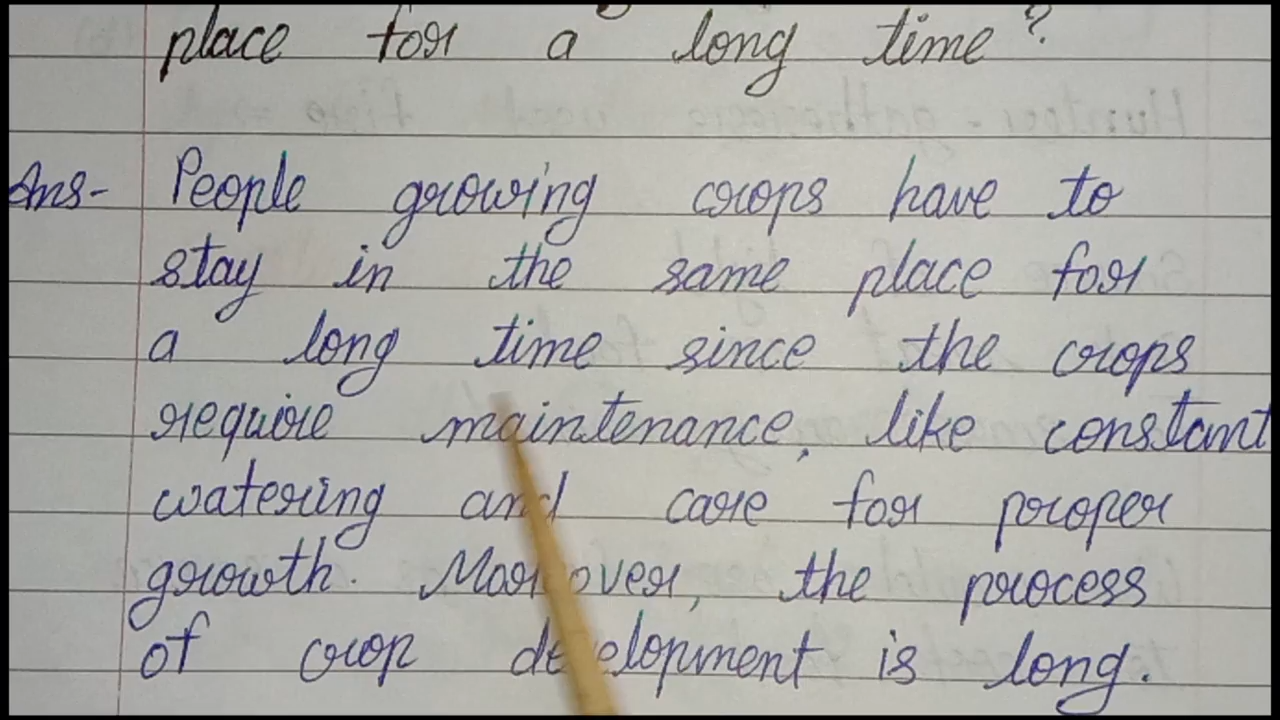 place for a long time?
Ans- People growing crops have to
stay in the same place for
a long time since the crops
require maintenance, like constant
watering and care for proper
growth. Moreover, the process
of crop development is long.